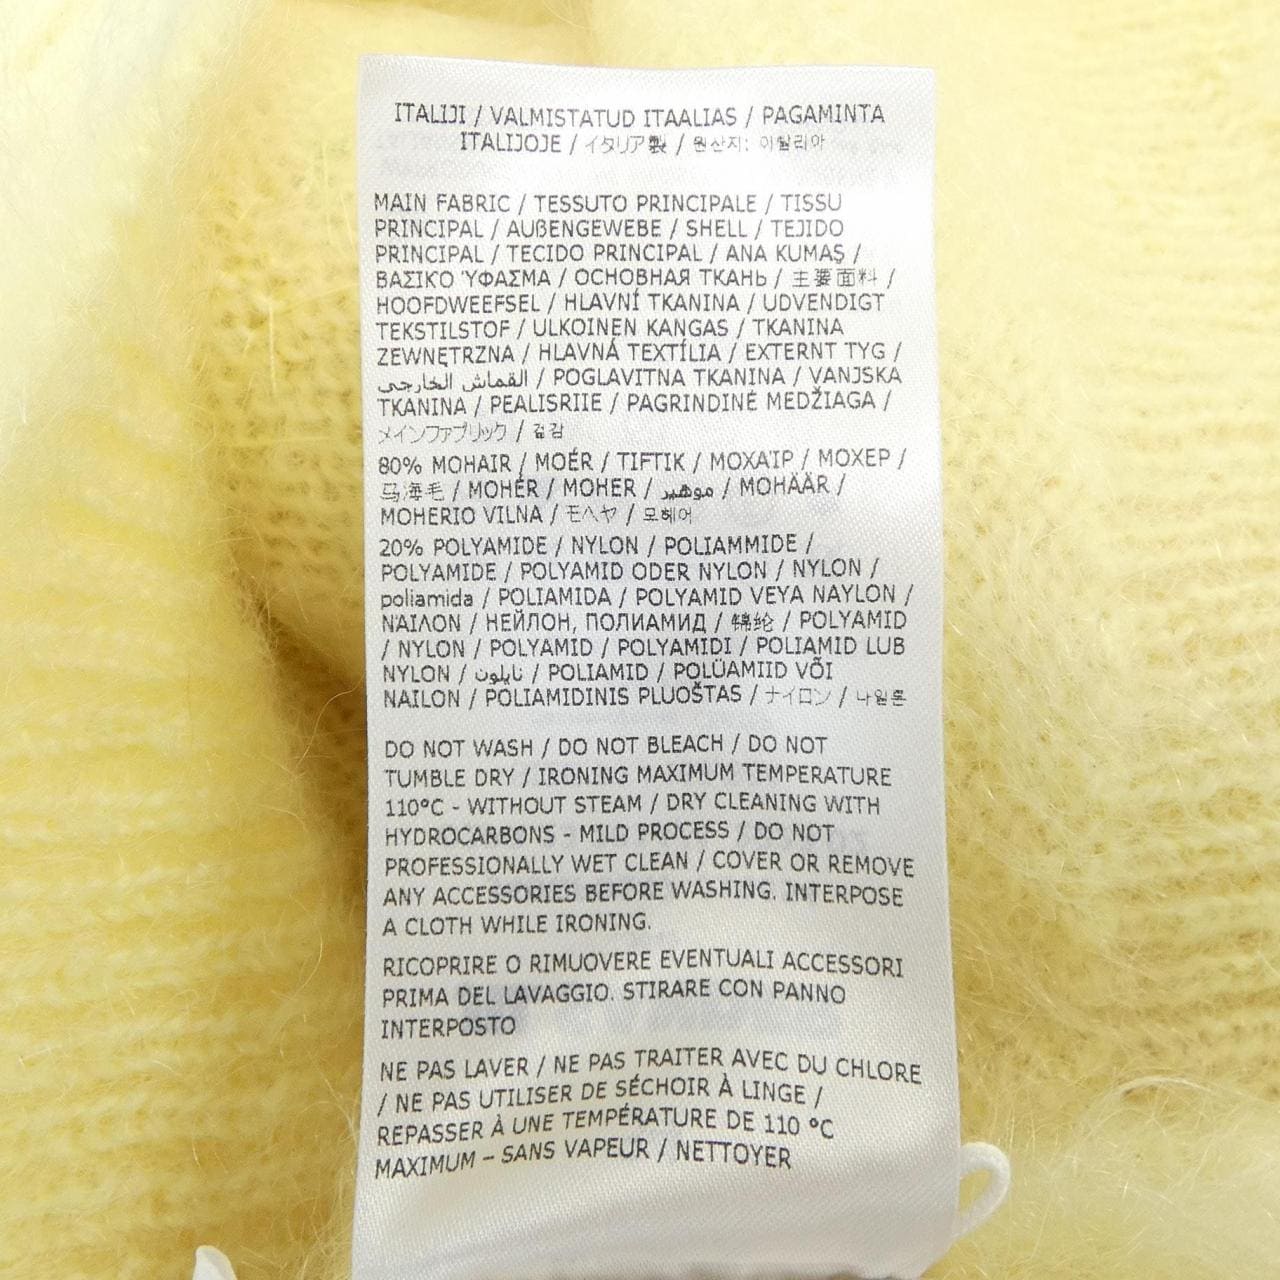 ITALIJI / VALMISTATUD ITAALIAS / PAGAMINTA
ITALIJOJE / イタリア製 / 원산지: 이탈리아
MAIN FABRIC / TESSUTO PRINCIPALE / TISSU
PRINCIPAL / AUßENGEWEBE / SHELL / TEJIDO
PRINCIPAL / TECIDO PRINCIPAL / ANA KUMAŞ /
ΒΑΣΙΚΟ ΎΦΑΣΜΑ / ОСНОВНАЯ ТКАНЬ / 主要面料 /
HOOFDWEEFSEL / HLAVNÍ TKANINA / UDVENDIGT
TEKSTILSTOF / ULKOINEN KANGAS / TKANINA
ZEWNĘTRZNA / HLAVNÁ TEXTÍLIA / EXTERNT TYG /
القماش الخارجي / POGLAVITNA TKANINA / VANJSKA
TKANINA / PEALISRIIE / PAGRINDINĖ MEDŽIAGA /
メインファブリック / 겉감
80% MOHAIR / MOÉR / TIFTIK / ΜΟΧΑΊΡ / МОХЕР /
马海毛 / MOHÉR / MOHER / موهير / MOHÄÄR /
MOHERIO VILNA / モヘヤ / 모헤어
20% POLYAMIDE / NYLON / POLIAMMIDE /
POLYAMIDE / POLYAMID ODER NYLON / NYLON /
poliamida / POLIAMIDA / POLYAMID VEYA NAYLON /
ΝΆΙΛΟΝ / НЕЙЛОН, ПОЛИАМИД / 锦纶 / POLYAMID
/ NYLON / POLYAMID / POLYAMIDI / POLIAMID LUB
NYLON / نايلون / POLIAMID / POLÜAMIID VÕI
NAILON / POLIAMIDINIS PLUOŠTAS / ナイロン / 나일론
DO NOT WASH / DO NOT BLEACH / DO NOT
TUMBLE DRY / IRONING MAXIMUM TEMPERATURE
110°C - WITHOUT STEAM / DRY CLEANING WITH
HYDROCARBONS - MILD PROCESS / DO NOT
PROFESSIONALLY WET CLEAN / COVER OR REMOVE
ANY ACCESSORIES BEFORE WASHING. INTERPOSE
A CLOTH WHILE IRONING.
RICOPRIRE O RIMUOVERE EVENTUALI ACCESSORI
PRIMA DEL LAVAGGIO. STIRARE CON PANNO
INTERPOSTO
NE PAS LAVER / NE PAS TRAITER AVEC DU CHLORE
/ NE PAS UTILISER DE SÉCHOIR À LINGE /
REPASSER À UNE TEMPÉRATURE DE 110 °C
MAXIMUM – SANS VAPEUR / NETTOYER